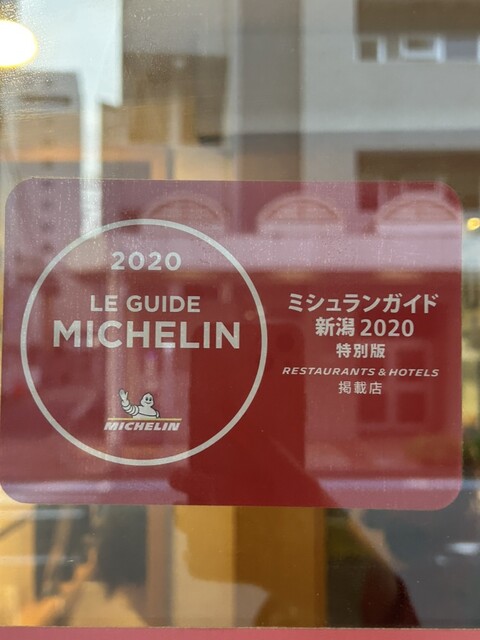 2020
LE GUIDE
MICHELIN
MICHELIN
ミシュランガイド
新潟 2020
特別版
RESTAURANTS & HOTELS
掲載店